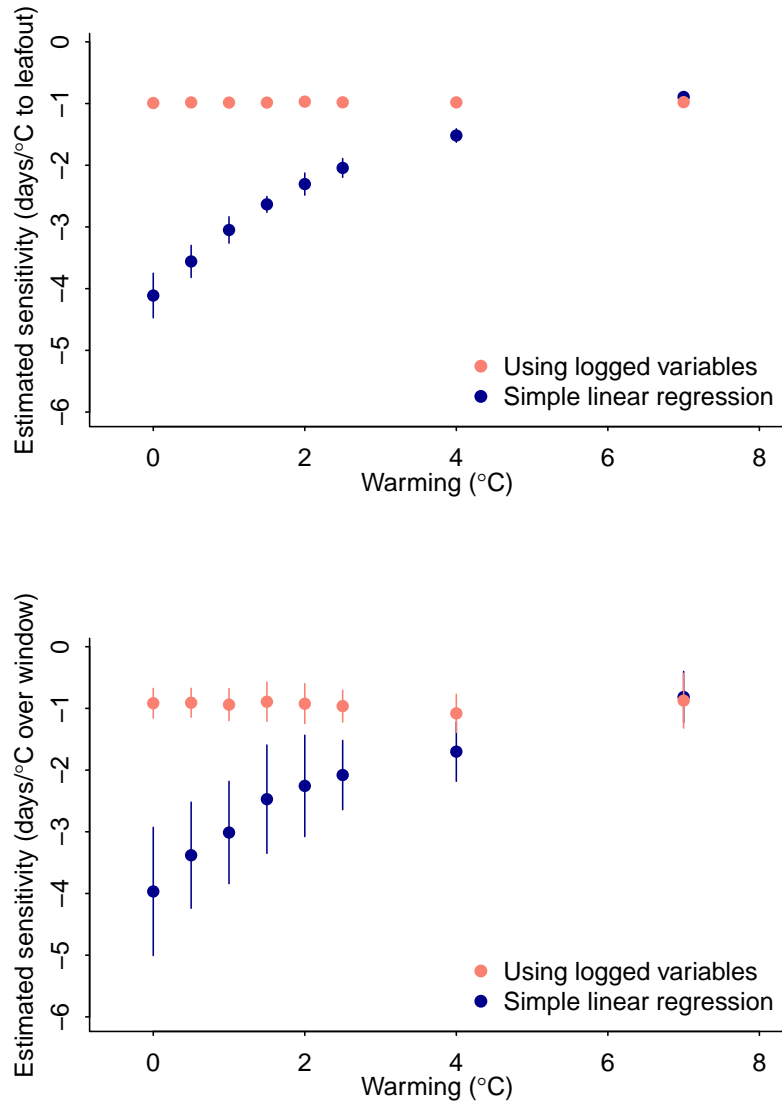 Estimated sensitivity (days/°C to leafout)
0
−1
−2
−3
−4
−5
−6
Using logged variables
Simple linear regression
0 2 4 6 8
Warming (°C)
Estimated sensitivity (days/°C over window)
0
−1
−2
−3
−4
−5
−6
Using logged variables
Simple linear regression
0 2 4 6 8
Warming (°C)